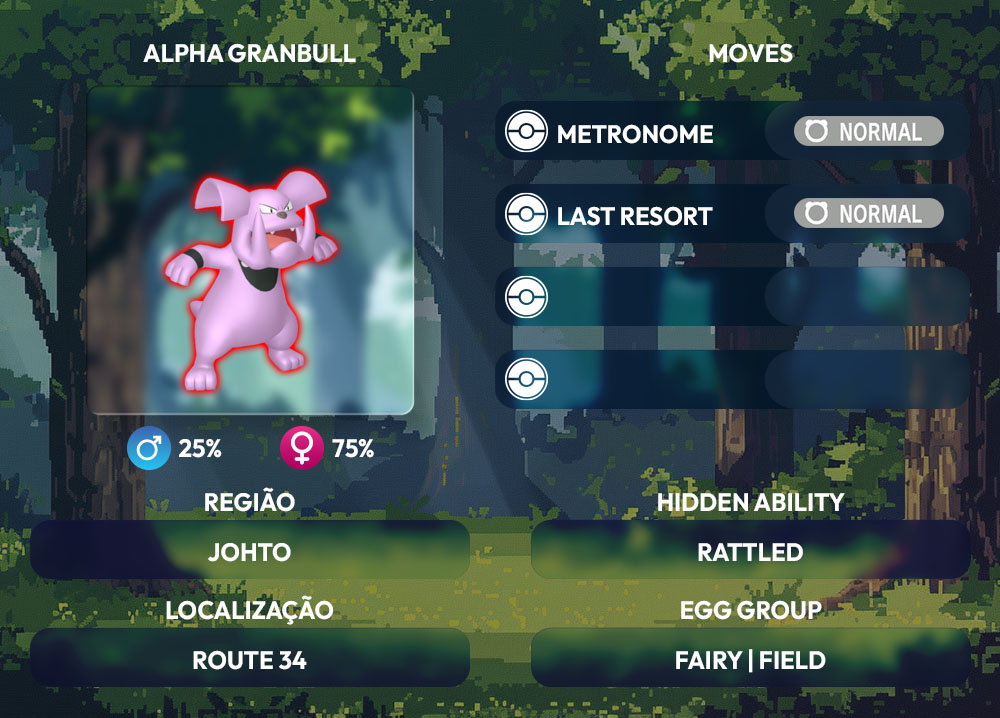 ALPHA GRANBULL
MOVES
METRONOME NORMAL
LAST RESORT NORMAL
25% 75%
REGIÃO
JOHTO
LOCALIZAÇÃO
ROUTE 34
HIDDEN ABILITY
RATTLED
EGG GROUP
FAIRY | FIELD